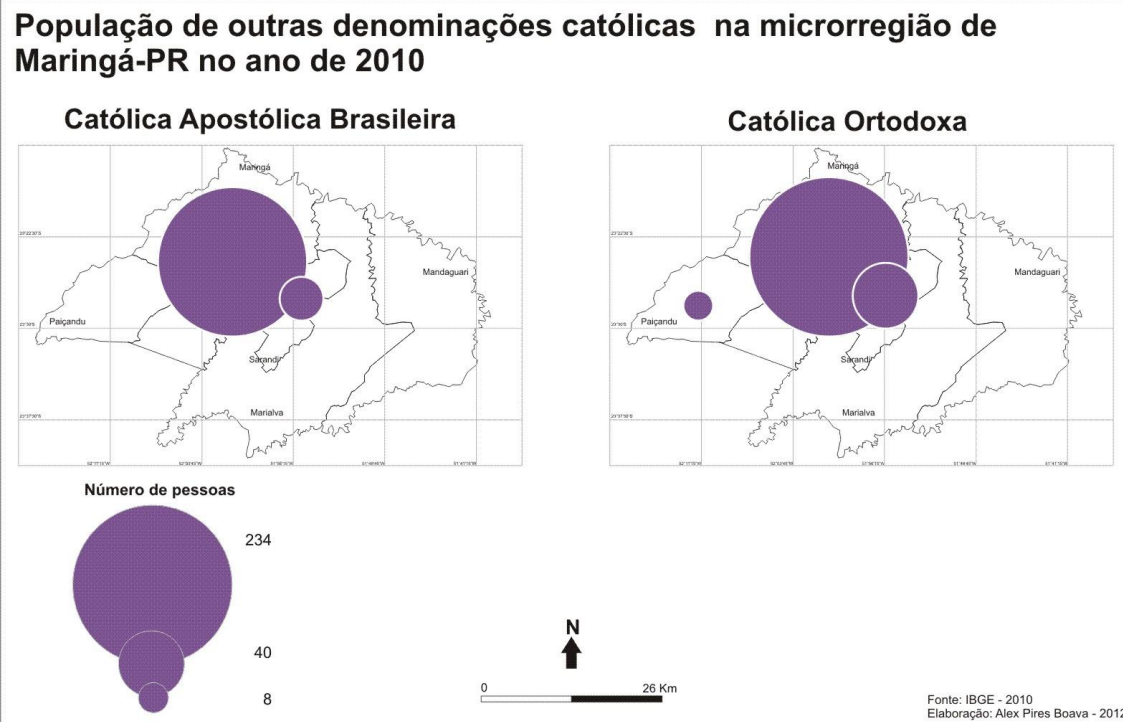 População de outras denominações católicas  na microrregião de
Maringá-PR no ano de 2010
Católica Apostólica Brasileira
Católica Ortodoxa
Maringá
Mandaguari
Paiçandu
Sarandi
Marialva
Maringá
Mandaguari
Paiçandu
Sarandi
Marialva
Número de pessoas
234
40
8
N
0
26 Km
Fonte: IBGE - 2010
Elaboração: Alex Pires Boava - 2012